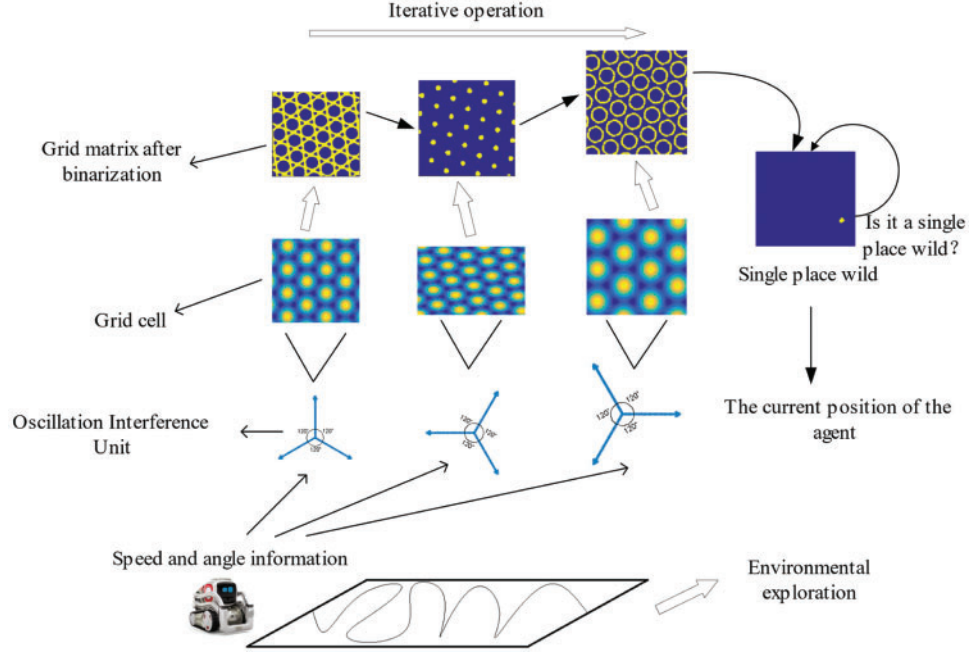 Iterative operation
Grid matrix after
binarization
Is it a single
place wild?
Single place wild
Grid cell
120°
120°
120°
120°
120°
120°
120°
120°
120°
Oscillation Interference
Unit
The current position of the
agent
Speed and angle information
Environmental
exploration